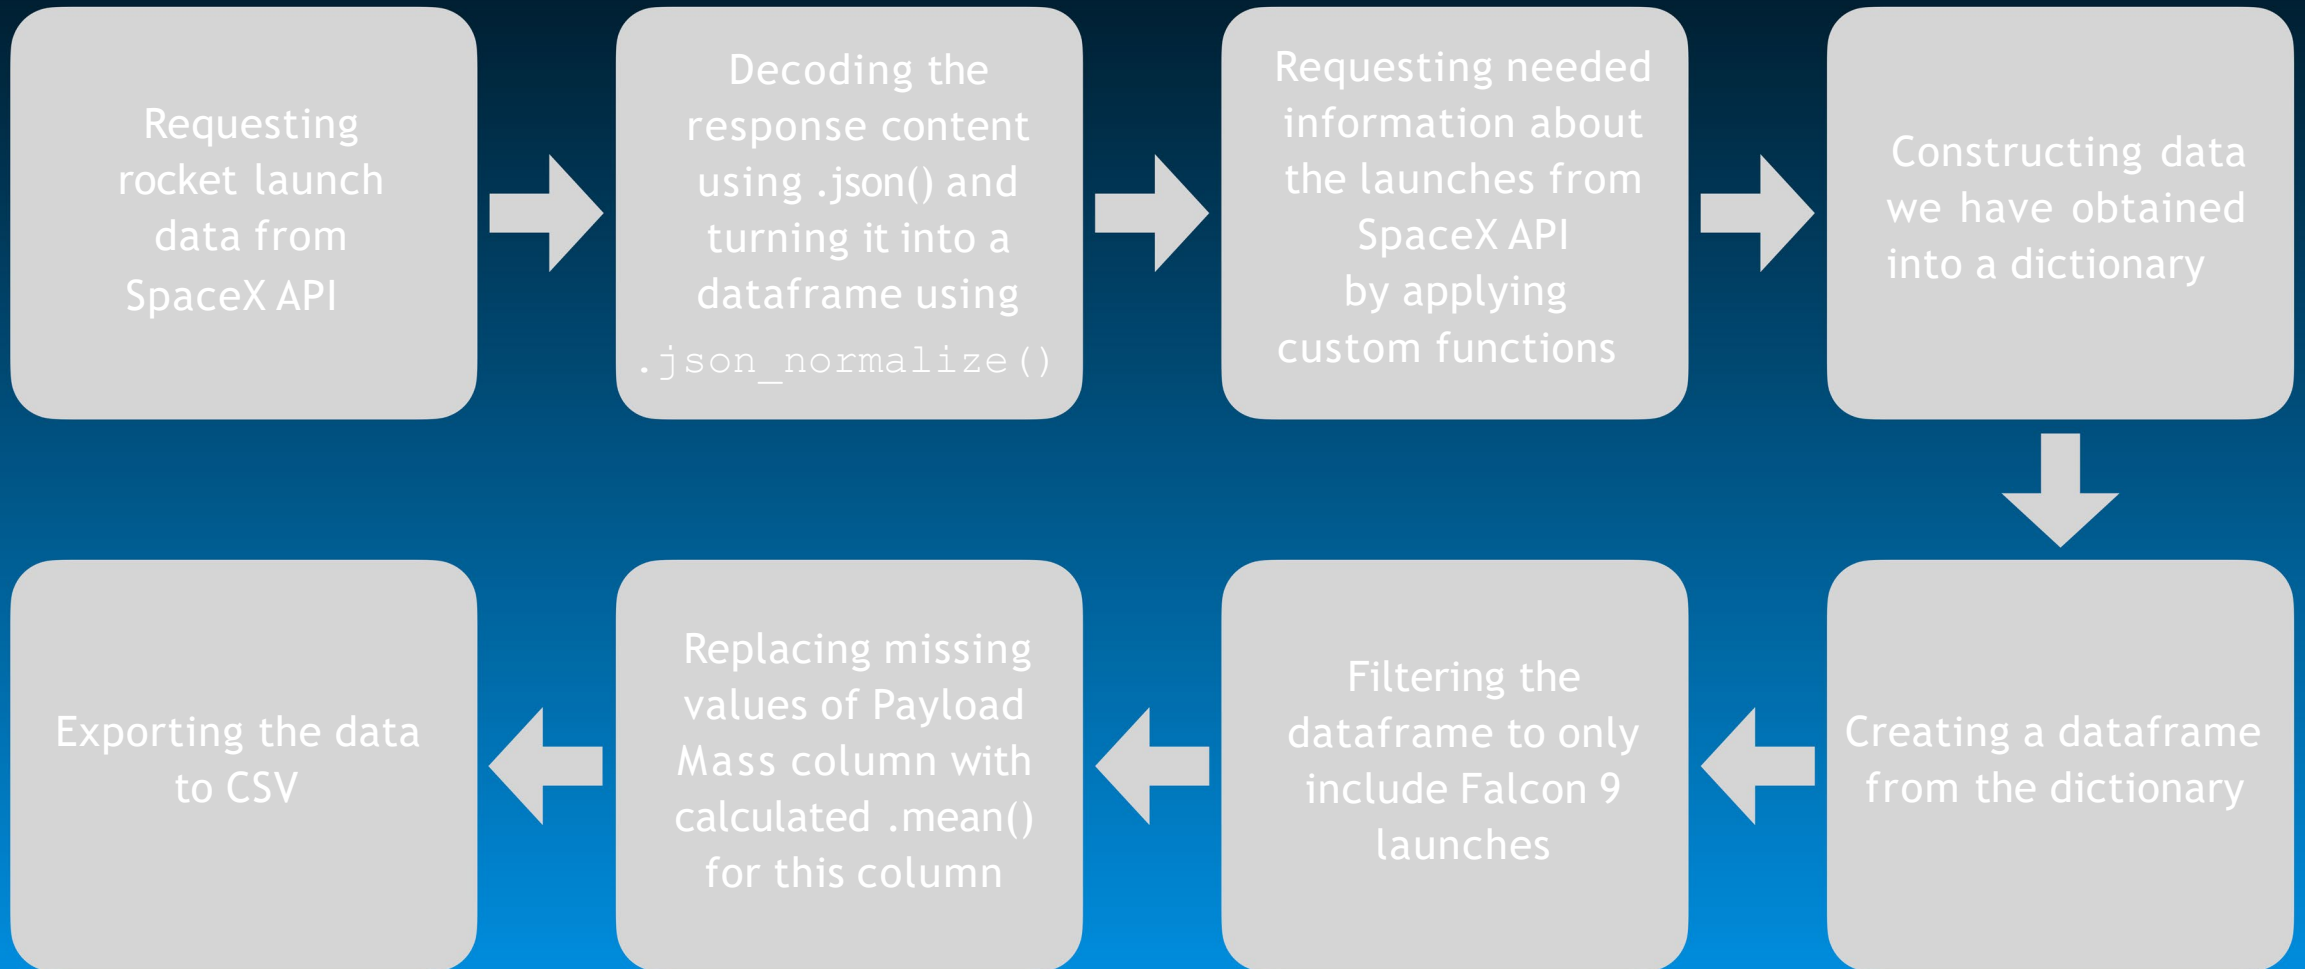 Requesting
rocket launch
data from
SpaceX API
Decoding the
response content
using .json() and
turning it into a
dataframe using
.json_normalize()
Requesting needed
information about
the launches from
SpaceX API
by applying
custom functions
Constructing data
we have obtained
into a dictionary
Creating a dataframe
from the dictionary
Filtering the
dataframe to only
include Falcon 9
launches
Replacing missing
values of Payload
Mass column with
calculated .mean()
for this column
Exporting the data
to CSV